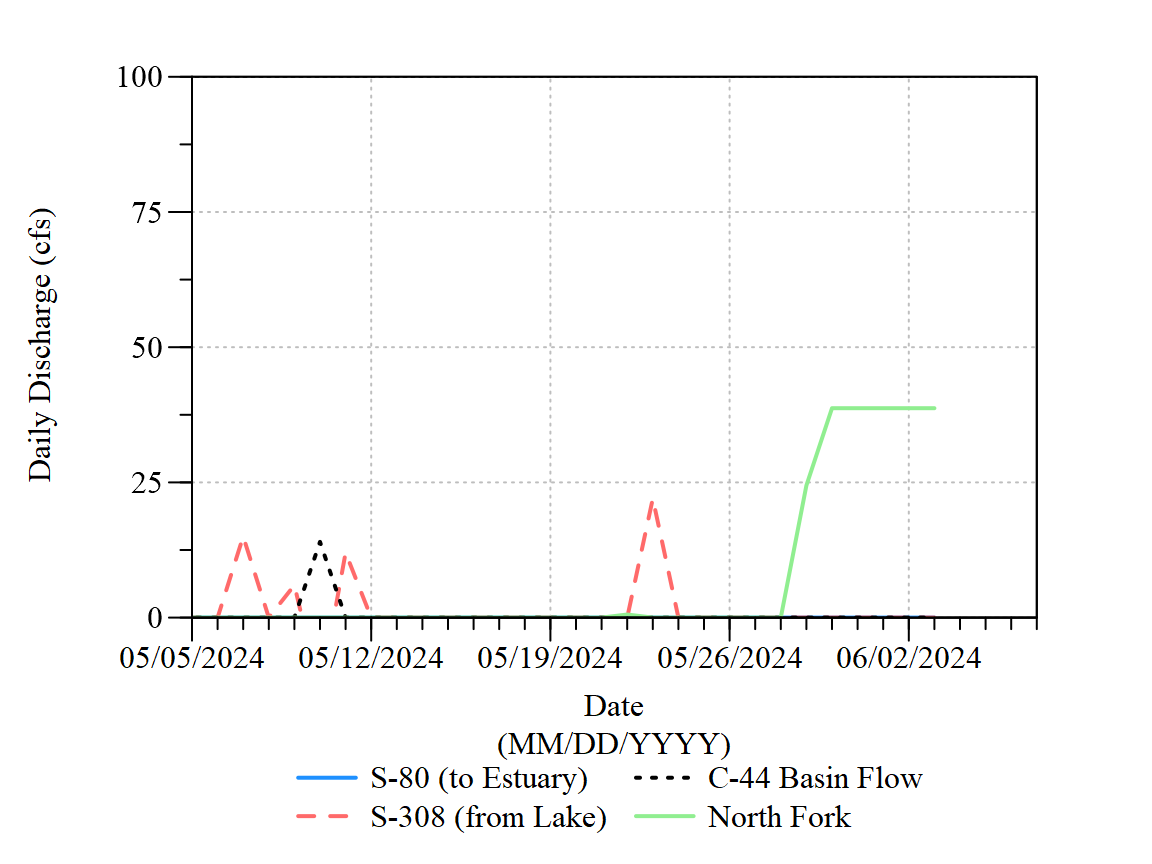 100
75
50
25
0
Daily Discharge (cfs)
05/05/2024 05/12/2024 05/19/2024 05/26/2024 06/02/2024
Date
(MM/DD/YYYY)
S-80 (to Estuary) C-44 Basin Flow
S-308 (from Lake) North Fork